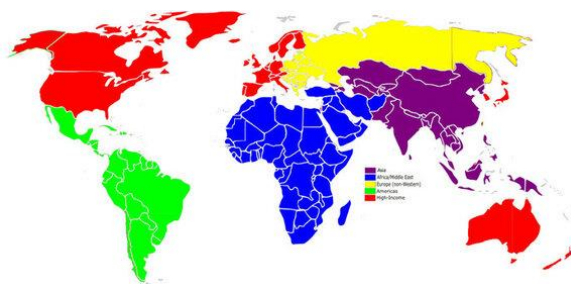 Asia
Africa/Middle East
Europe (non-Western)
Americas
High-Income